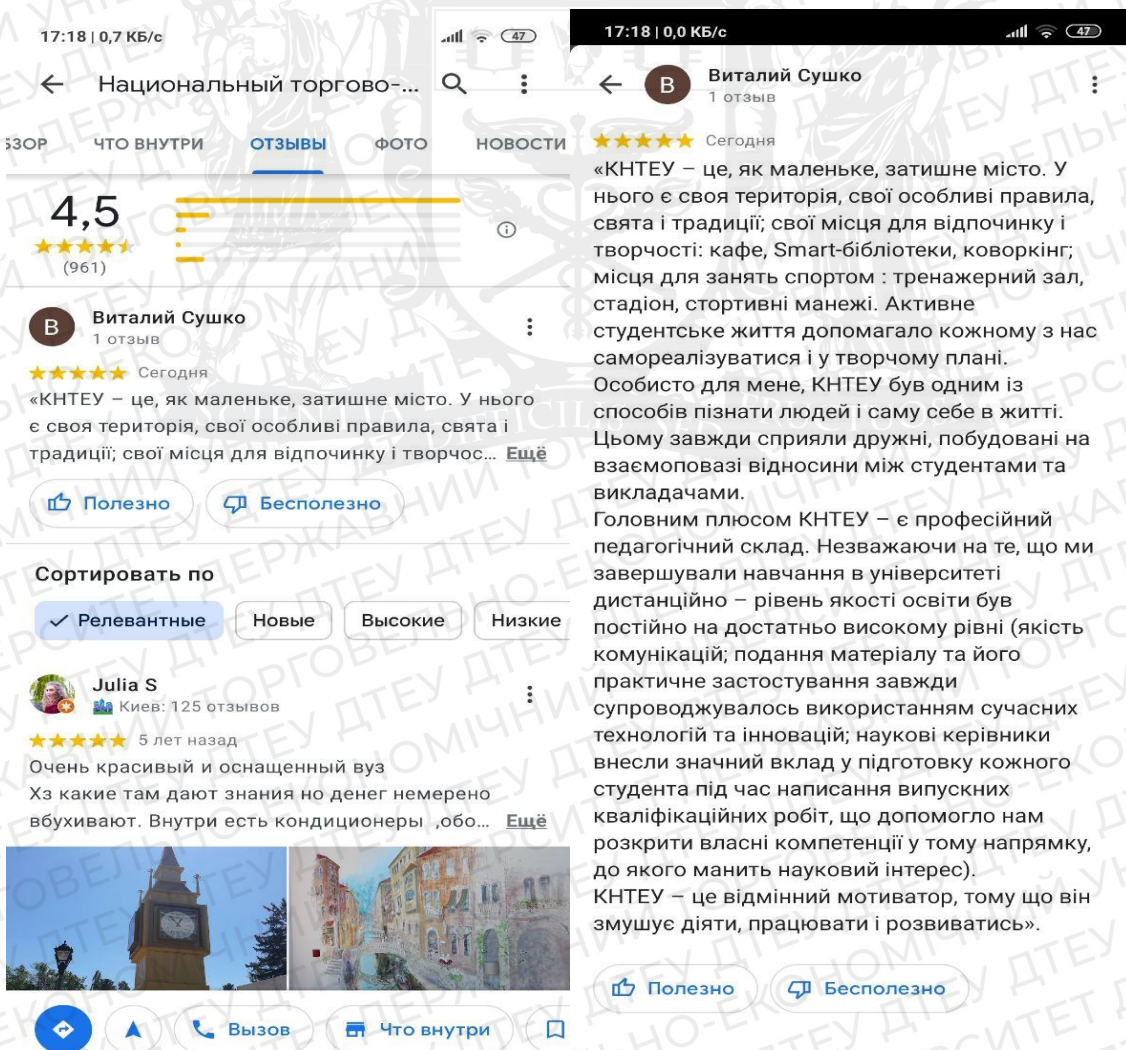 17:18 | 0,7 КБ/с
47
Национальный торгово-...
БЗОР ЧТО ВНУТРИ ОТЗЫВЫ ФОТО НОВОСТИ
4,5
(961)
В
Виталий Сушко
1 отзыв
Сегодня
«КНТЕУ – це, як маленьке, затишне місто. У нього
є своя територія, свої особливі правила, свята і
традиції; свої місця для відпочинку і творчос... Ещё
Полезно Бесполезно
Сортировать по
Релевантные Новые Высокие Низкие
Julia S
Киев: 125 отзывов
5 лет назад
Очень красивый и оснащенный вуз
Хз какие там дают знания но денег немерено
вбухивают. Внутри есть кондиционеры ,обо... Ещё
Вызов Что внутри
17:18 | 0,0 КБ/с
47
В
Виталий Сушко
1 отзыв
Сегодня
«КНТЕУ – це, як маленьке, затишне місто. У
нього є своя територія, свої особливі правила,
свята і традиції; свої місця для відпочинку і
творчості: кафе, Smart-бібліотеки, коворкінг;
місця для занять спортом : тренажерний зал,
стадіон, стортивні манежі. Активне
студентське життя допомагало кожному з нас
самореалізуватися і у творчому плані.
Особисто для мене, КНТЕУ був одним із
способів пізнати людей і саму себе в житті.
Цьому завжди сприяли дружні, побудовані на
взаємоповазі відносини між студентами та
викладачами.
Головним плюсом КНТЕУ – є професійний
педагогічний склад. Незважаючи на те, що ми
завершували навчання в університеті
дистанційно – рівень якості освіти був
постійно на достатньо високому рівні (якість
комунікацій; подання матеріалу та його
практичне застостування завжди
супроводжувалось використанням сучасних
технологій та інновацій; наукові керівники
внесли значний вклад у підготовку кожного
студента під час написання випускних
кваліфікаційних робіт, що допомогло нам
розкрити власні компетенції у тому напрямку,
до якого манить науковий інтерес).
КНТЕУ – це відмінний мотиватор, тому що він
змушує діяти, працювати і розвиватись».
Полезно Бесполезно